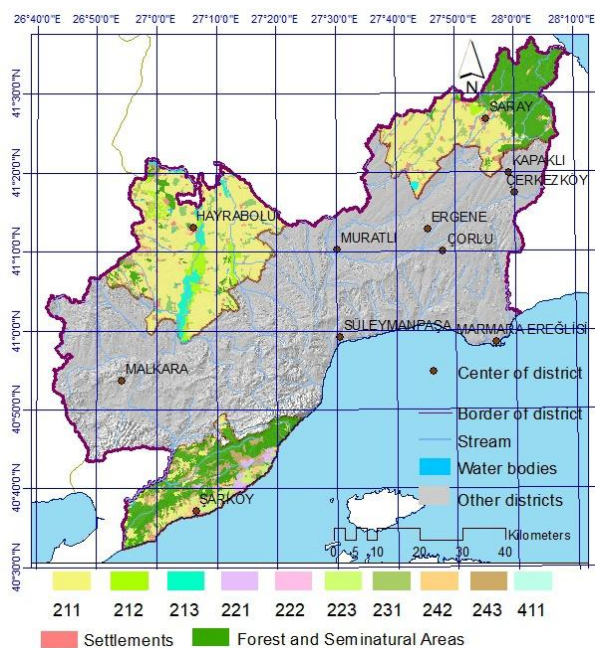 26°40'0"E 26°50'0"E 27°0'0"E 27°10'0"E 27°20'0"E 27°30'0"E 27°40'0"E 27°50'0"E 28°0'0"E 28°10'0"E
N
41°30'0"N
SARAY
41°20'0"N
KAPAKLI
ÇERKEZKÖY
HAYRABOLU
ERGENE
41°10'0"N
MURATLI
ÇORLU
41°0'0"N
SÜLEYMANPAŞA
MARMARA EREĞLİSİ
MALKARA
Center of district
40°50'0"N
Border of district
Stream
Water bodies
40°40'0"N
Other districts
ŞARKÖY
Kilometers
0 5 10 20 30 40
40°30'0"N
211 212 213 221 222 223 231 242 243 411
Settlements Forest and Seminatural Areas